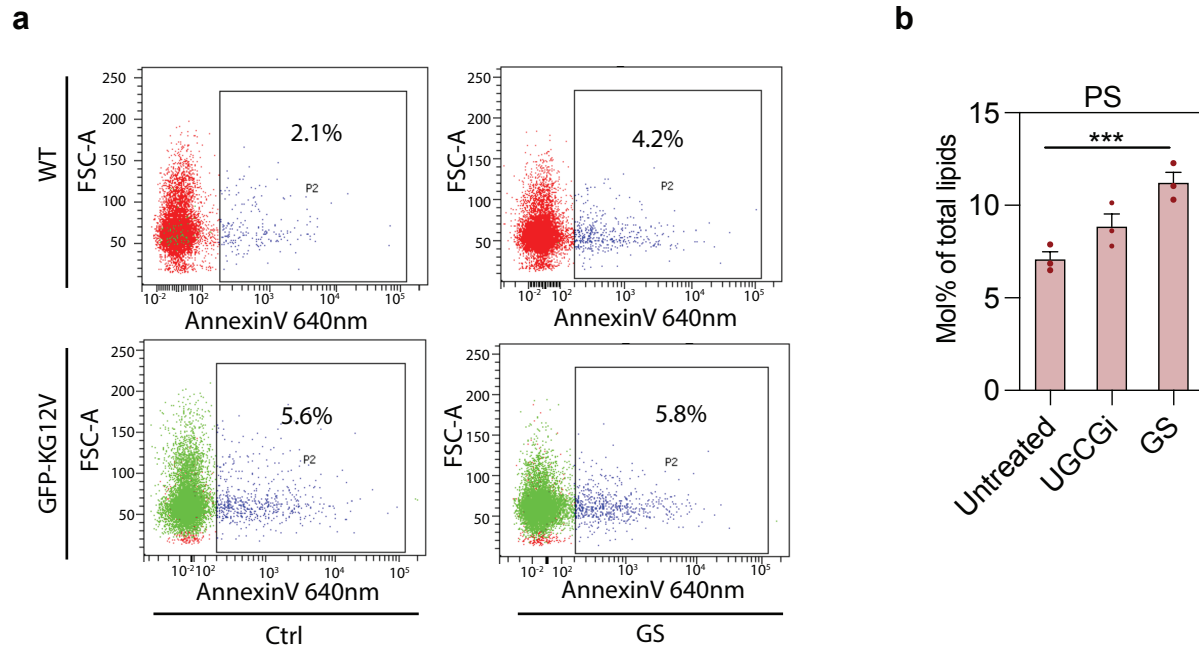 a
WT
FSC-A
250
200
150
100
50
2.1%
P2
10-2 102 103 104 105
AnnexinV 640nm
FSC-A
250
200
150
100
50
4.2%
P2
10-2 102 103 104 105
AnnexinV 640nm
GFP-KG12V
FSC-A
250
200
150
100
50
5.6%
P2
10-2 102 103 104 105
AnnexinV 640nm
FSC-A
250
200
150
100
50
5.8%
P2
10-2 102 103 104 105
AnnexinV 640nm
Ctrl
GS
b
PS
***
Mol% of total lipids
15
10
5
0
Untreated
UGCGi
GS